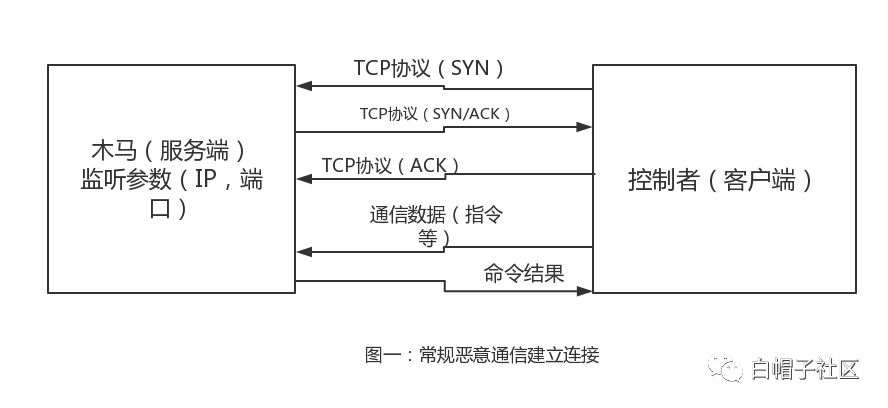 TCP协议（SYN）
TCP协议（SYN/ACK）
木马（服务端）
监听参数（IP，端
口）
TCP协议（ACK）
控制者（客户端）
通信数据（指令
等）
命令结果
图一：常规恶意通信建立连接
白帽子社区